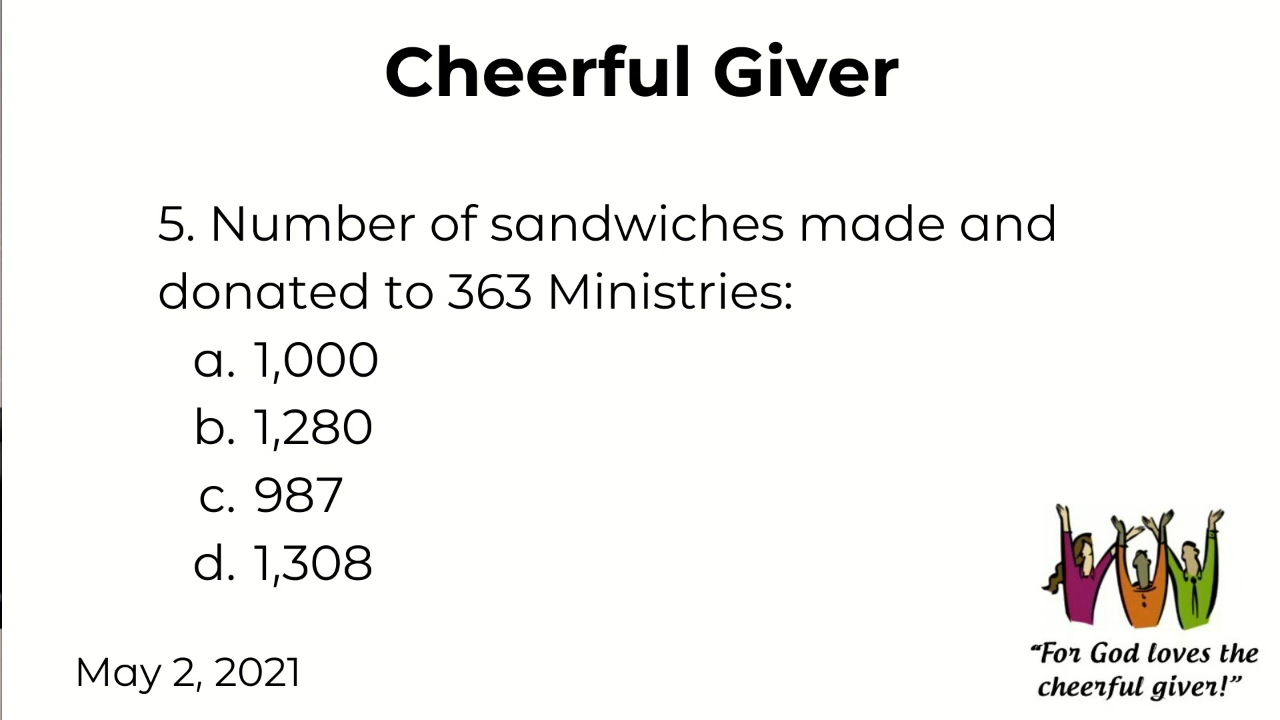 Cheerful Giver
5. Number of sandwiches made and
donated to 363 Ministries:
a. 1,000
b. 1,280
c. 987
d. 1,308
May 2, 2021
“For God loves the
cheerful giver!”